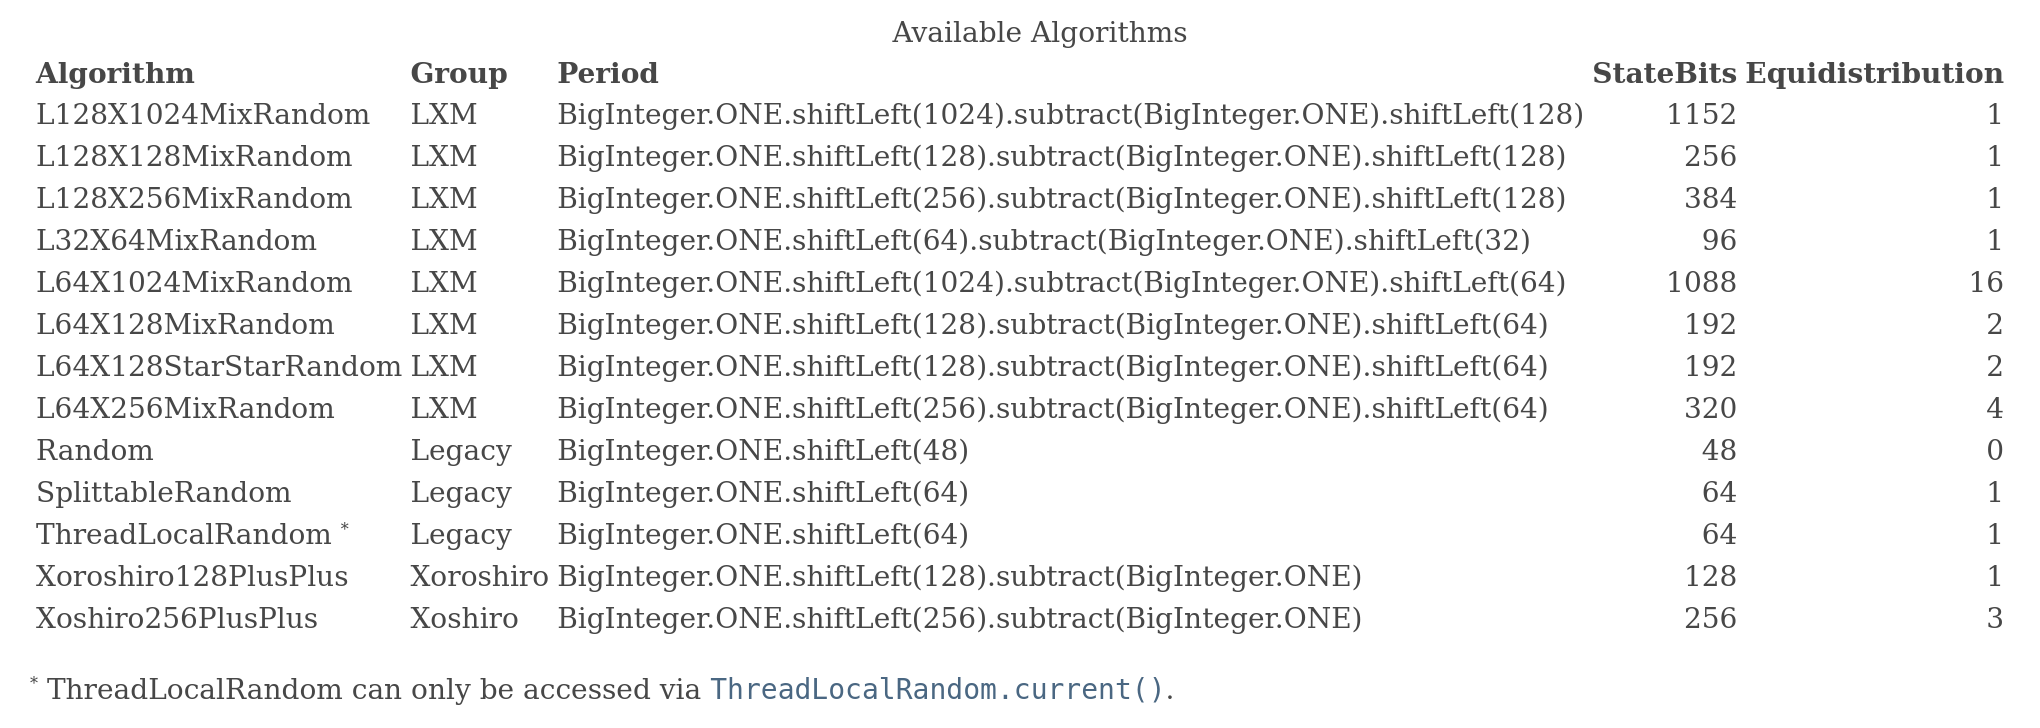 Available Algorithms
Algorithm Group Period StateBits Equidistribution
L128X1024MixRandom LXM BigInteger.ONE.shiftLeft(1024).subtract(BigInteger.ONE).shiftLeft(128) 1152 1
L128X128MixRandom LXM BigInteger.ONE.shiftLeft(128).subtract(BigInteger.ONE).shiftLeft(128) 256 1
L128X256MixRandom LXM BigInteger.ONE.shiftLeft(256).subtract(BigInteger.ONE).shiftLeft(128) 384 1
L32X64MixRandom LXM BigInteger.ONE.shiftLeft(64).subtract(BigInteger.ONE).shiftLeft(32) 96 1
L64X1024MixRandom LXM BigInteger.ONE.shiftLeft(1024).subtract(BigInteger.ONE).shiftLeft(64) 1088 16
L64X128MixRandom LXM BigInteger.ONE.shiftLeft(128).subtract(BigInteger.ONE).shiftLeft(64) 192 2
L64X128StarStarRandom LXM BigInteger.ONE.shiftLeft(128).subtract(BigInteger.ONE).shiftLeft(64) 192 2
L64X256MixRandom LXM BigInteger.ONE.shiftLeft(256).subtract(BigInteger.ONE).shiftLeft(64) 320 4
Random Legacy BigInteger.ONE.shiftLeft(48) 48 0
SplittableRandom Legacy BigInteger.ONE.shiftLeft(64) 64 1
ThreadLocalRandom * Legacy BigInteger.ONE.shiftLeft(64) 64 1
Xoroshiro128PlusPlus Xoroshiro BigInteger.ONE.shiftLeft(128).subtract(BigInteger.ONE) 128 1
Xoshiro256PlusPlus Xoshiro BigInteger.ONE.shiftLeft(256).subtract(BigInteger.ONE) 256 3
* ThreadLocalRandom can only be accessed via ThreadLocalRandom.current().